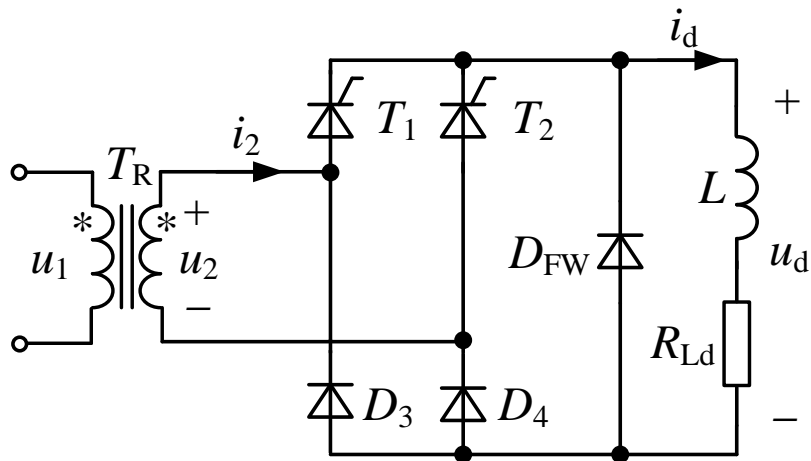 i_d
+
T_1
T_2
i_2
T_R
* * +
L
u_1
u_2
D_FW
u_d
−
R_Ld
D_3
D_4
−